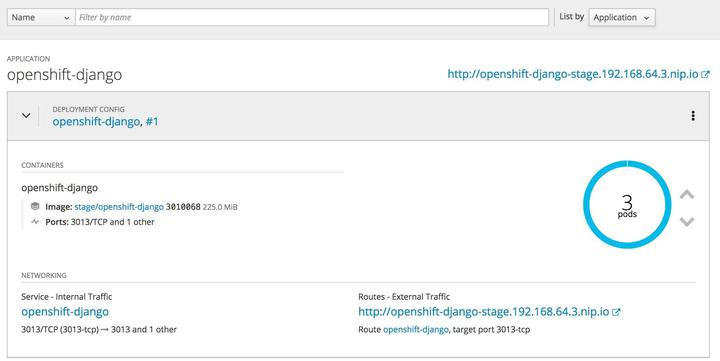 Name Filter by name List by Application
APPLICATION
openshift-django http://openshift-django-stage.192.168.64.3.nip.io
DEPLOYMENT CONFIG
openshift-django, #1
CONTAINERS
openshift-django
Image: stage/openshift-django 3010068 225.0 MiB
Ports: 3013/TCP and 1 other
3
pods
NETWORKING
Service - Internal Traffic
openshift-django
3013/TCP (3013-tcp) → 3013 and 1 other
Routes - External Traffic
http://openshift-django-stage.192.168.64.3.nip.io
Route openshift-django, target port 3013-tcp